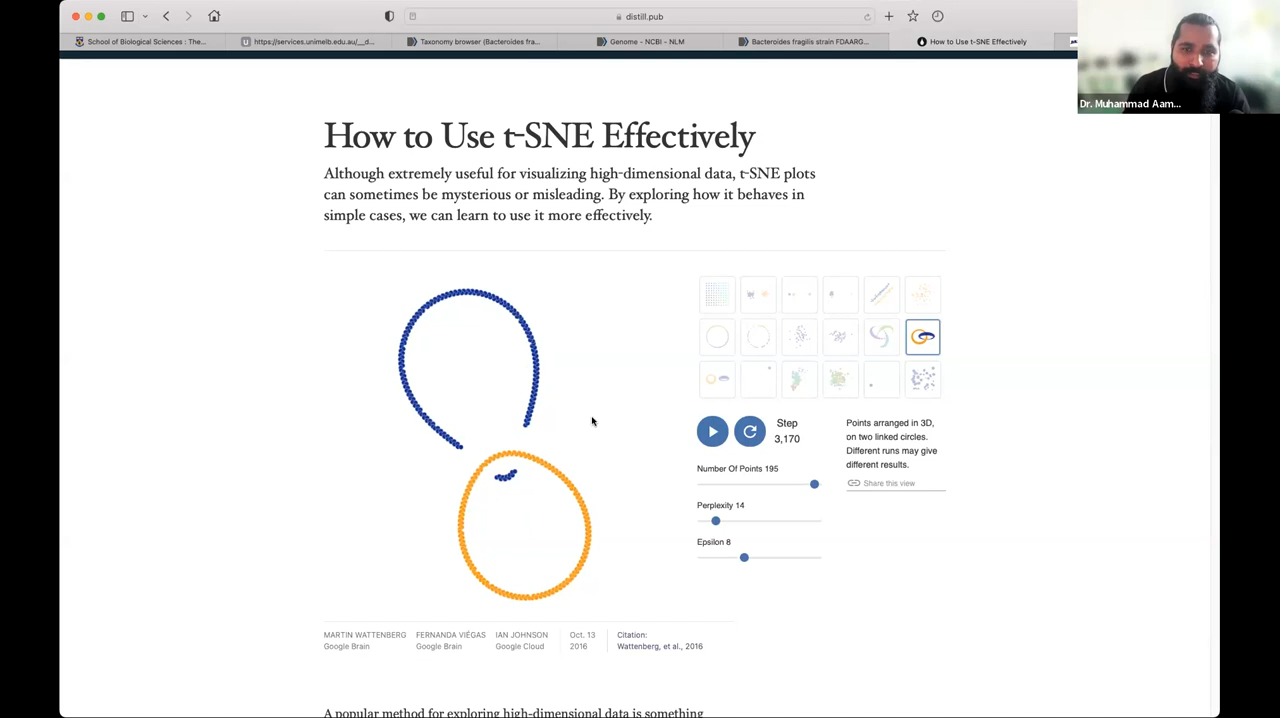 distill.pub
School of Biological Sciences : The...
https://services.unimelb.edu.au/__d...
Taxonomy browser (Bacteroides fra...
Genome - NCBI - NLM
Bacteroides fragilis strain FDAARG...
How to Use t-SNE Effectively
Dr. Muhammad Aam...
How to Use t-SNE Effectively
Although extremely useful for visualizing high-dimensional data, t-SNE plots
can sometimes be mysterious or misleading. By exploring how it behaves in
simple cases, we can learn to use it more effectively.
Step
3,170
Number Of Points 195
Perplexity 14
Epsilon 8
Points arranged in 3D,
on two linked circles.
Different runs may give
different results.
Share this view
MARTIN WATTENBERG
Google Brain
FERNANDA VIÉGAS
Google Brain
IAN JOHNSON
Google Cloud
Oct. 13
2016
Citation:
Wattenberg, et al., 2016
A popular method for exploring high-dimensional data is something